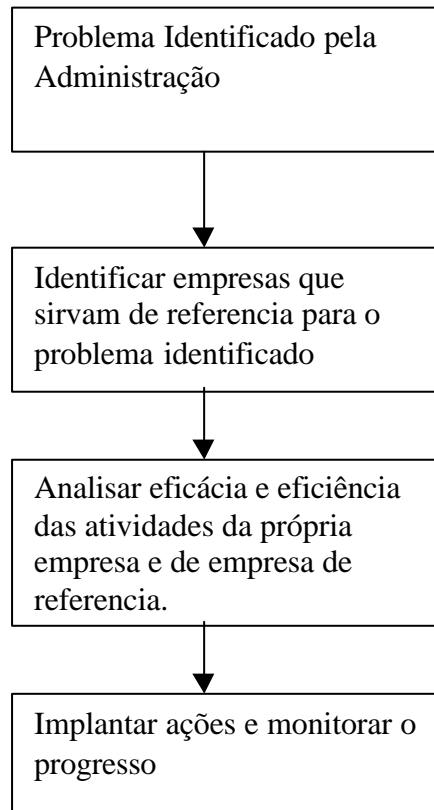 Problema Identificado pela
Administração
Identificar empresas que
sirvam de referencia para o
problema identificado
Analisar eficácia e eficiência
das atividades da própria
empresa e de empresa de
referencia.
Implantar ações e monitorar o
progresso